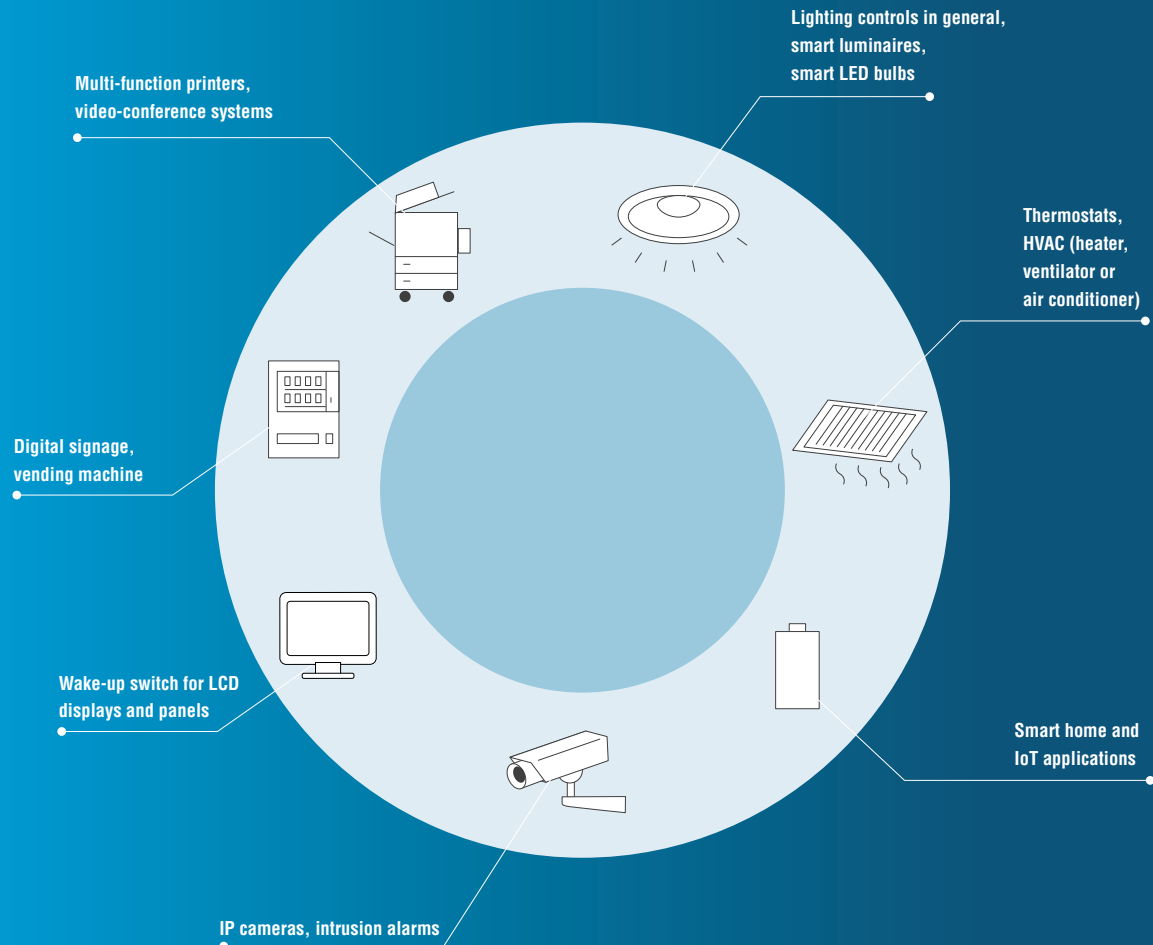 Lighting controls in general,
smart luminaires,
smart LED bulbs
Multi-function printers,
video-conference systems
Thermostats,
HVAC (heater,
ventilator or
air conditioner)
Digital signage,
vending machine
Wake-up switch for LCD
displays and panels
Smart home and
IoT applications
IP cameras, intrusion alarms